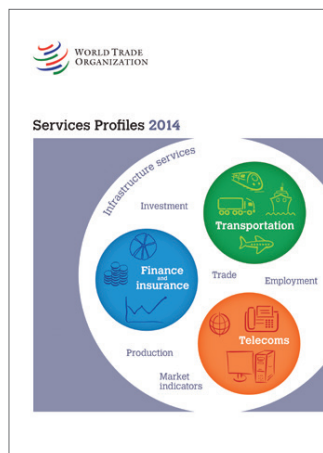 WORLD TRADE
ORGANIZATION
Services Profiles 2014
Infrastructure services
Investment
Transportation
Finance
and
insurance
Trade
Employment
Telecoms
Production
Market
indicators